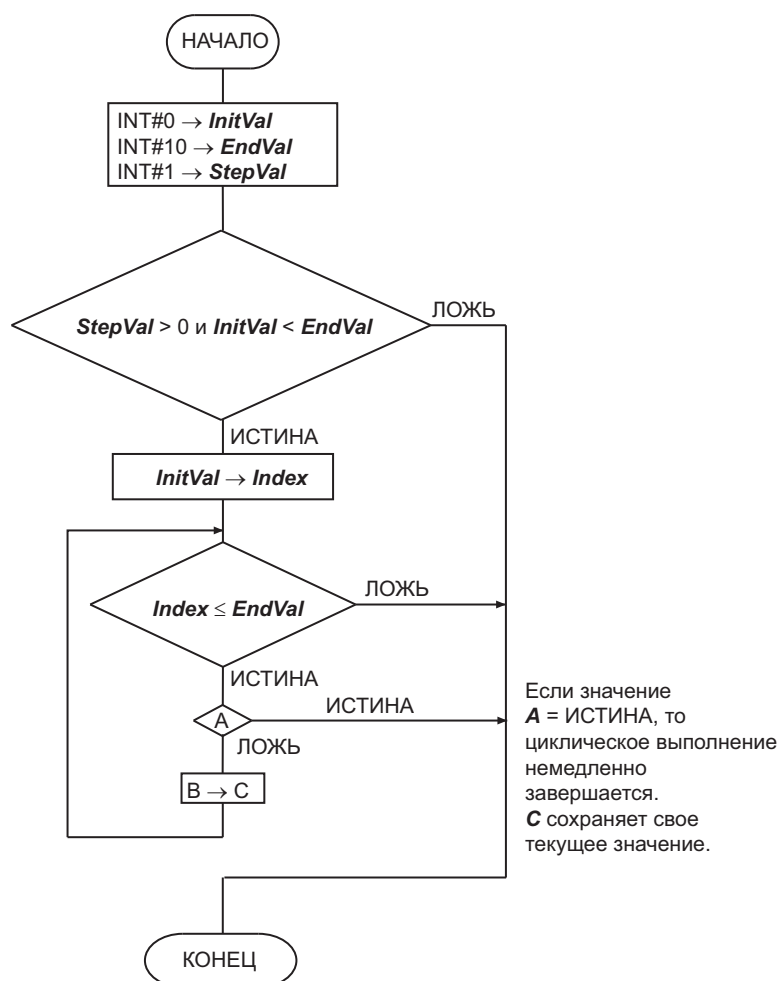 НАЧАЛО
INT#0 → InitVal
INT#10 → EndVal
INT#1 → StepVal
StepVal > 0 и InitVal < EndVal
ЛОЖЬ
ИСТИНА
InitVal → Index
Index ≤ EndVal
ЛОЖЬ
ИСТИНА
A
ИСТИНА
ЛОЖЬ
B → C
Если значение
A = ИСТИНА, то
циклическое выполнение
немедленно
завершается.
C сохраняет свое
текущее значение.
КОНЕЦ